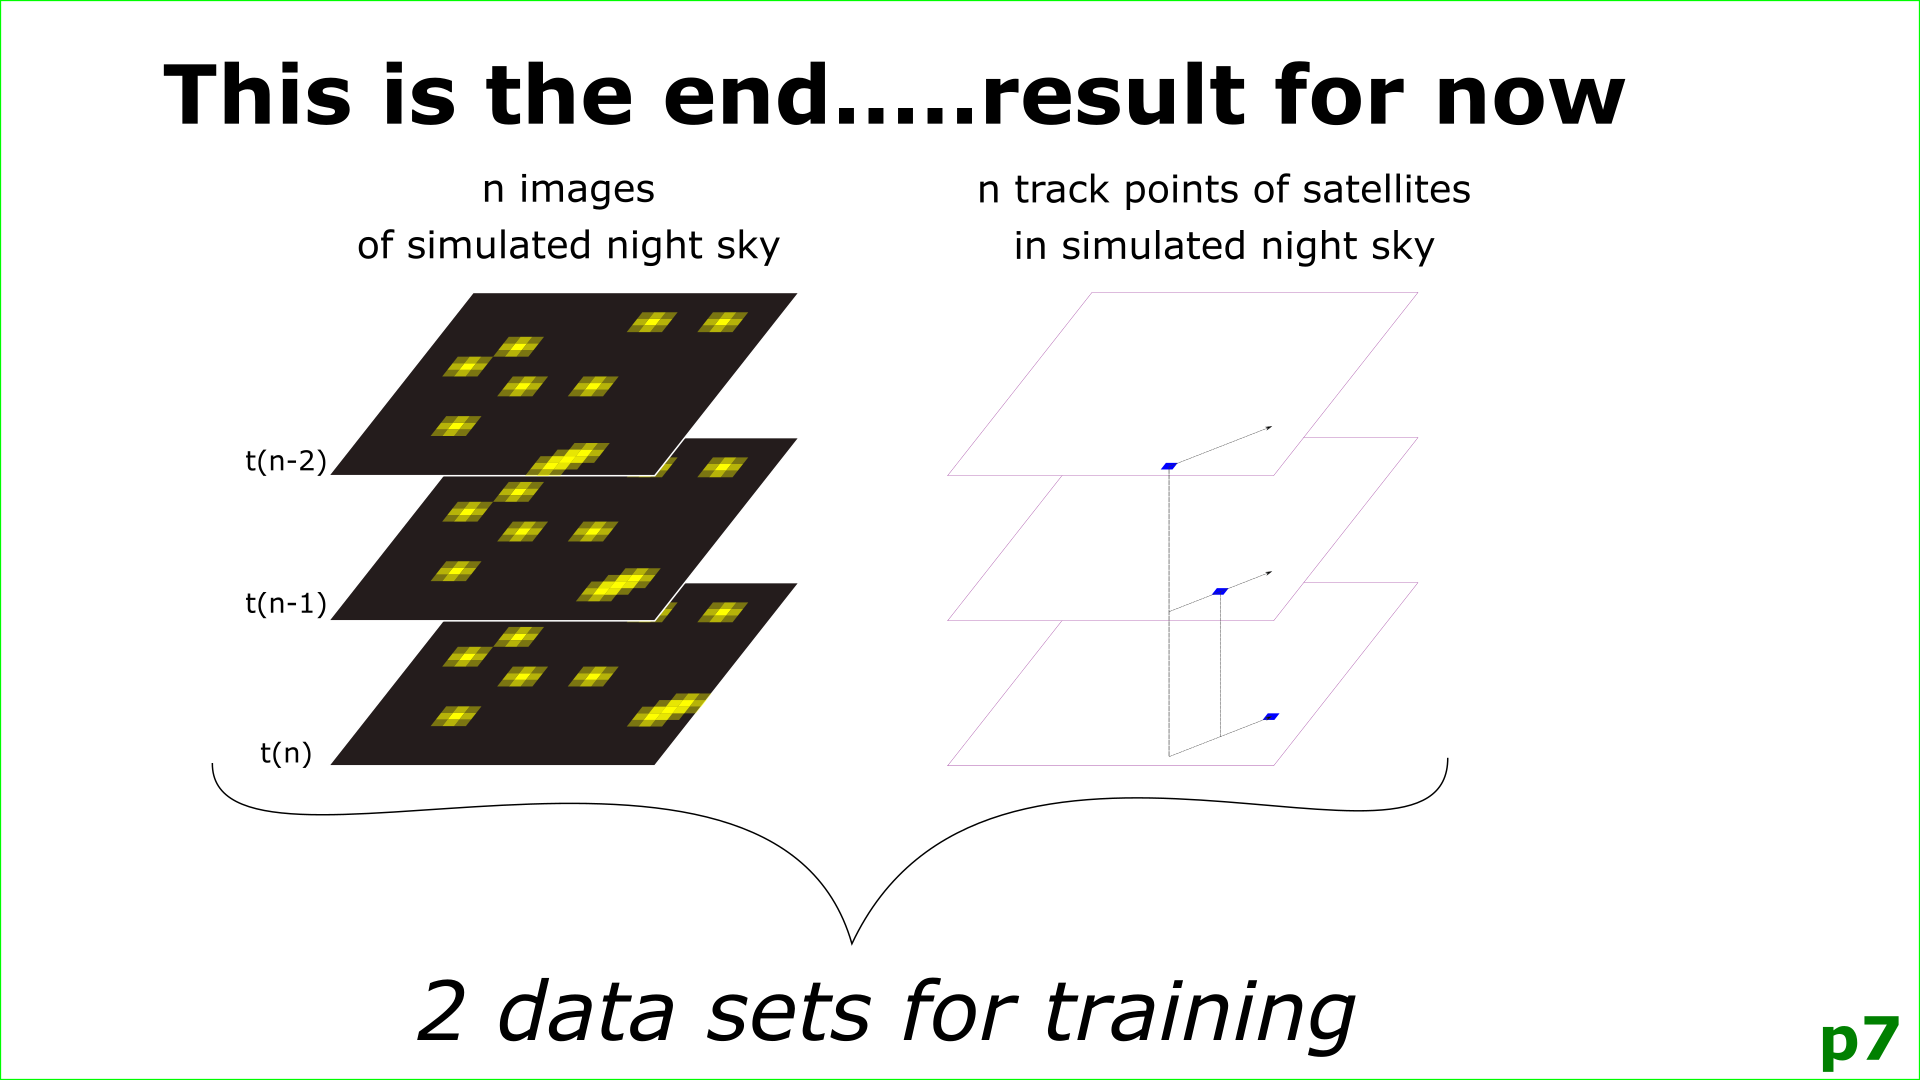 This is the end.....result for now
n images
of simulated night sky
n track points of satellites
in simulated night sky
t(n-2)
t(n-1)
t(n)
2 data sets for training
p7